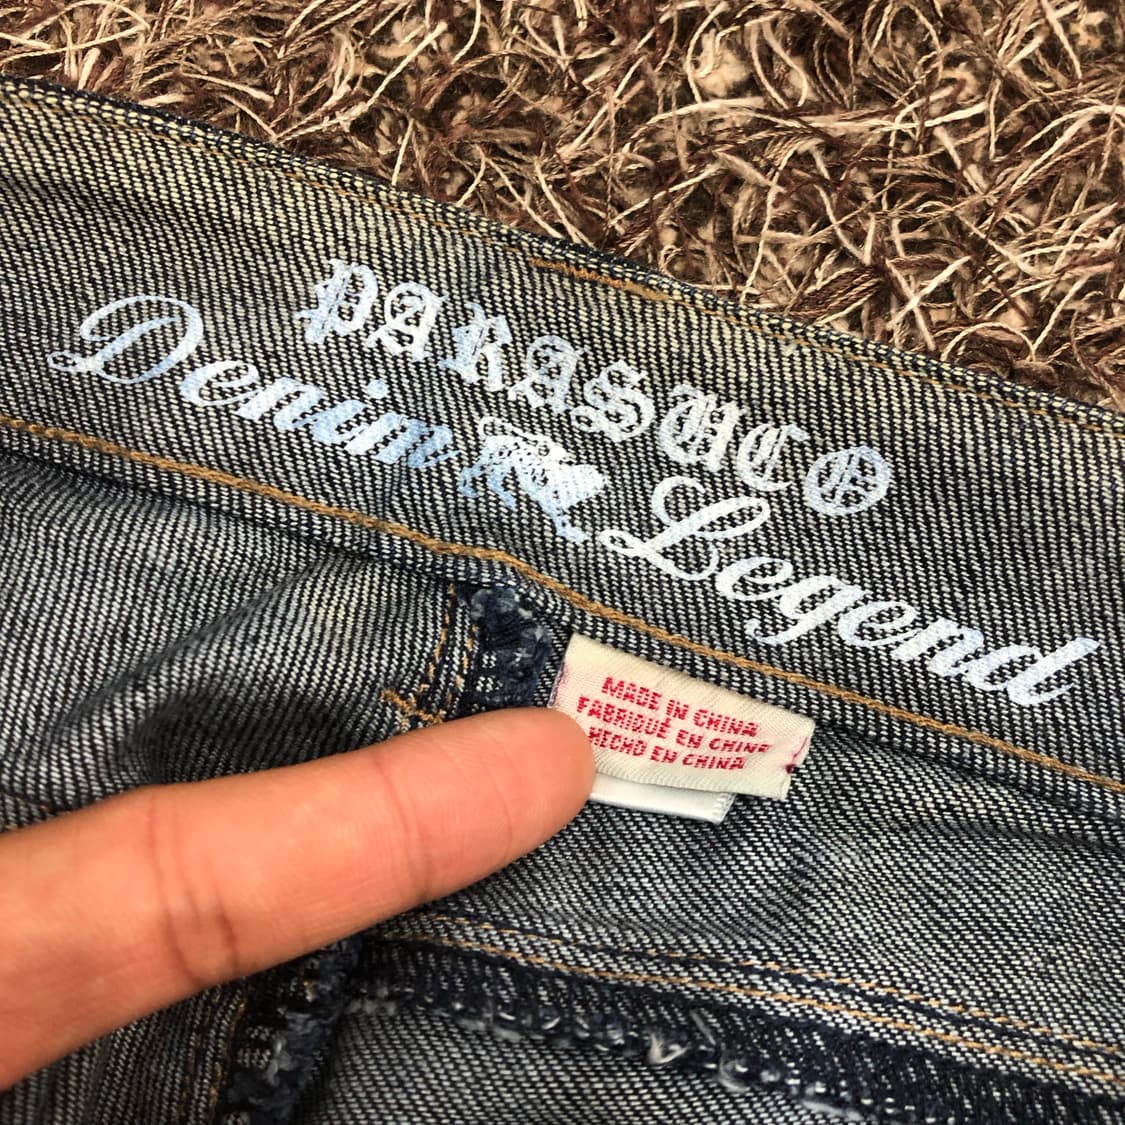 PARASUCO
Denim Legend
MADE IN CHINA
FABRIQUÉ EN CHINE
HECHO EN CHINA